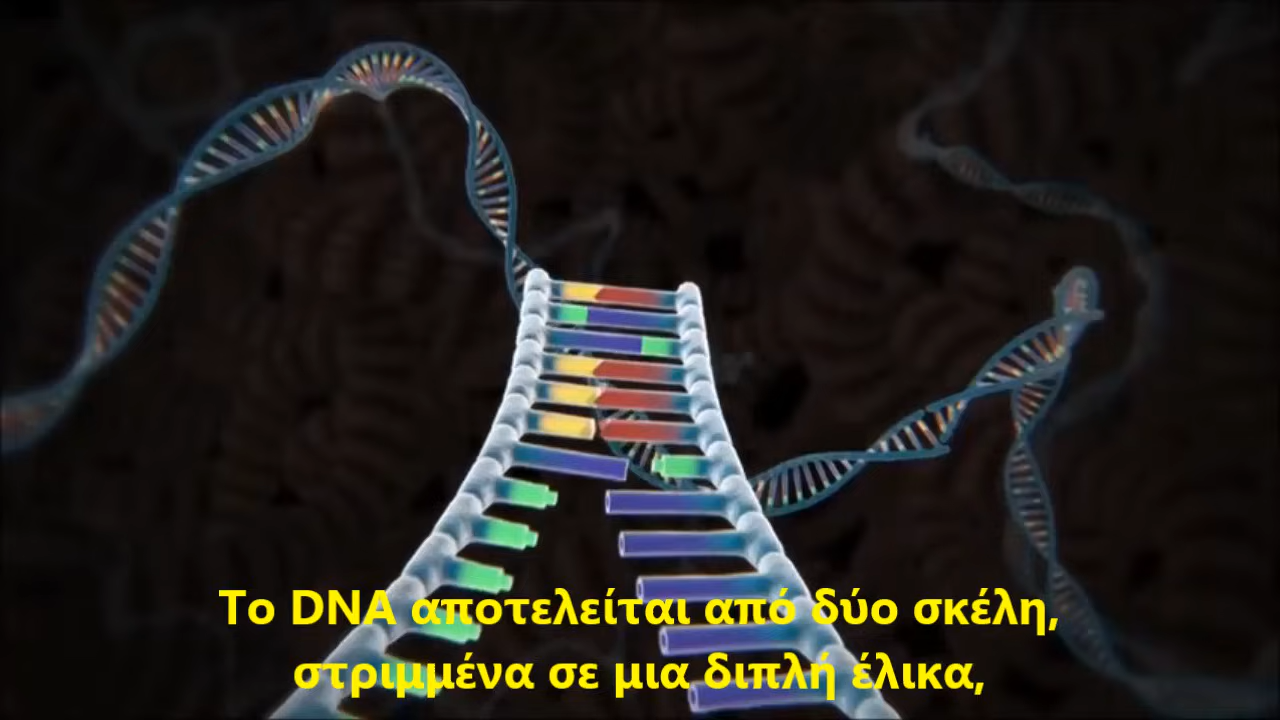 Το DNA αποτελείται από δύο σκέλη,
στριμμένα σε μια διπλή έλικα,